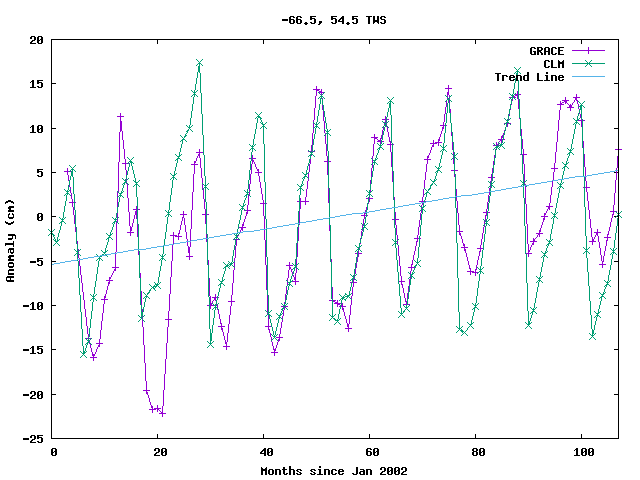 -66.5, 54.5 TWS
GRACE
CLM
Trend Line
20
15
10
5
0
-5
-10
-15
-20
-25
Anomaly (cm)
0 20 40 60 80 100
Months since Jan 2002